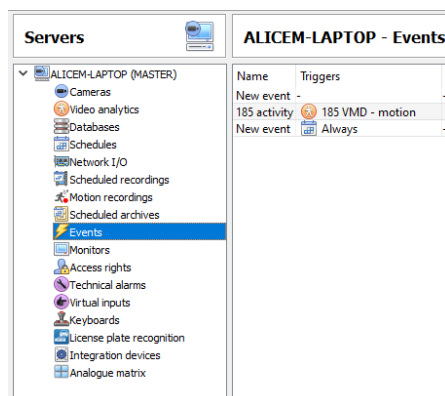 Servers
ALICEM-LAPTOP (MASTER)
Cameras
Video analytics
Databases
Schedules
Network I/O
Scheduled recordings
Motion recordings
Scheduled archives
Events
Monitors
Access rights
Technical alarms
Virtual inputs
Keyboards
License plate recognition
Integration devices
Analogue matrix
ALICEM-LAPTOP - Events
Name Triggers
New event -
185 activity 185 VMD - motion
New event Always